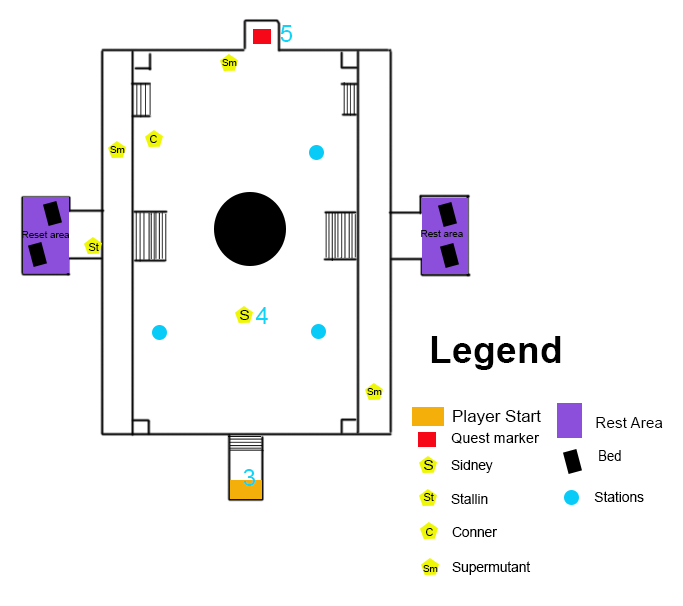 5
Sm
C
Sm
Reset area
Rest area
St
S 4
Legend
Sm
Player Start
Rest Area
Quest marker
Bed
S Sidney
St Stallin
Stations
C Conner
Sm Supermutant
3